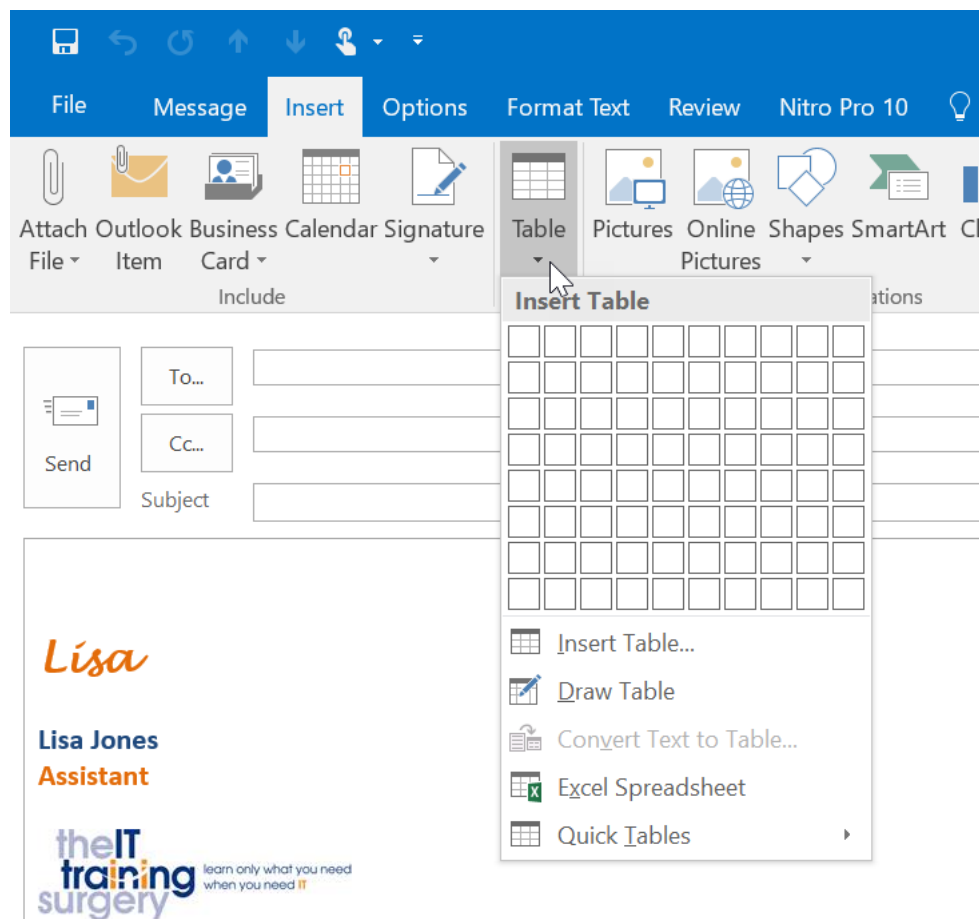 File Message Insert Options Format Text Review Nitro Pro 10
Attach Outlook Business Calendar Signature Table Pictures Online Shapes SmartArt
File Item Card Pictures
Include
Insert Table
To...
Cc...
Send
Subject
Insert Table...
Draw Table
Convert Text to Table...
Excel Spreadsheet
Quick Tables
Lisa
Lisa Jones
Assistant
theIT
training
surgery
learn only what you need
when you need IT